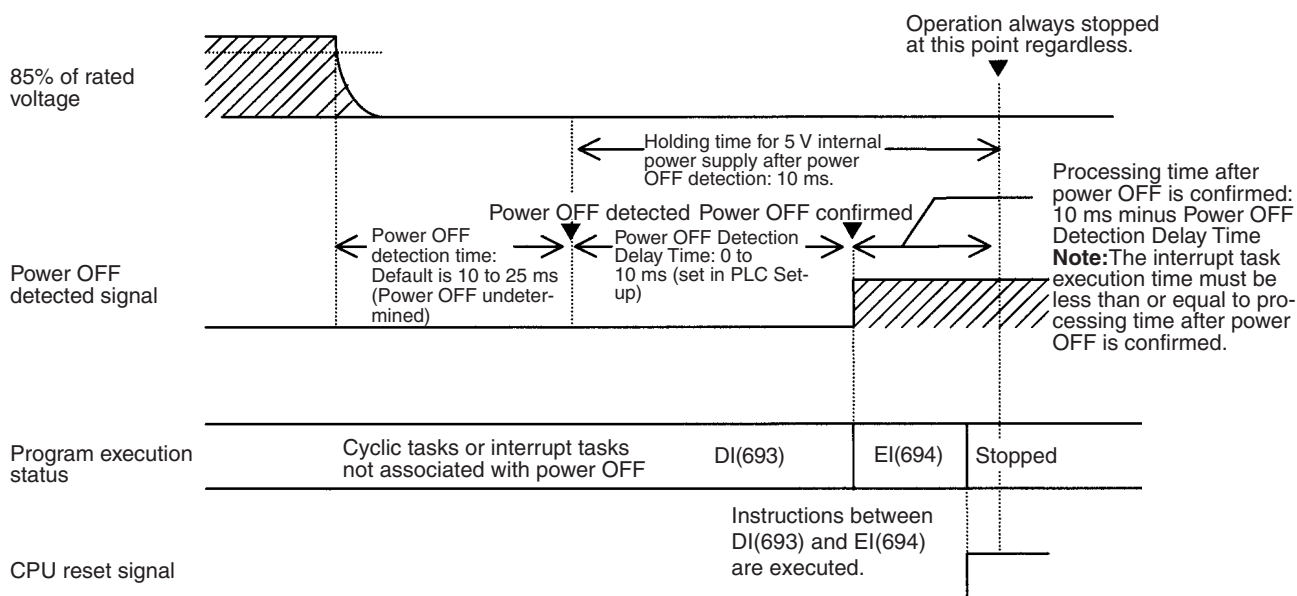 Operation always stopped
at this point regardless.
85% of rated
voltage
Holding time for 5 V internal
power supply after power
OFF detection: 10 ms.
Processing time after
power OFF is confirmed:
10 ms minus Power OFF
Detection Delay Time
Note:The interrupt task
execution time must be
less than or equal to pro-
cessing time after power
OFF is confirmed.
Power OFF detected
Power OFF confirmed
Power OFF
detection time:
Default is 10 to 25 ms
(Power OFF undeter-
mined)
Power OFF Detection
Delay Time: 0 to
10 ms (set in PLC Set-
up)
Power OFF
detected signal
Program execution
status
Cyclic tasks or interrupt tasks
not associated with power OFF
DI(693)
EI(694)
Stopped
Instructions between
DI(693) and EI(694)
are executed.
CPU reset signal